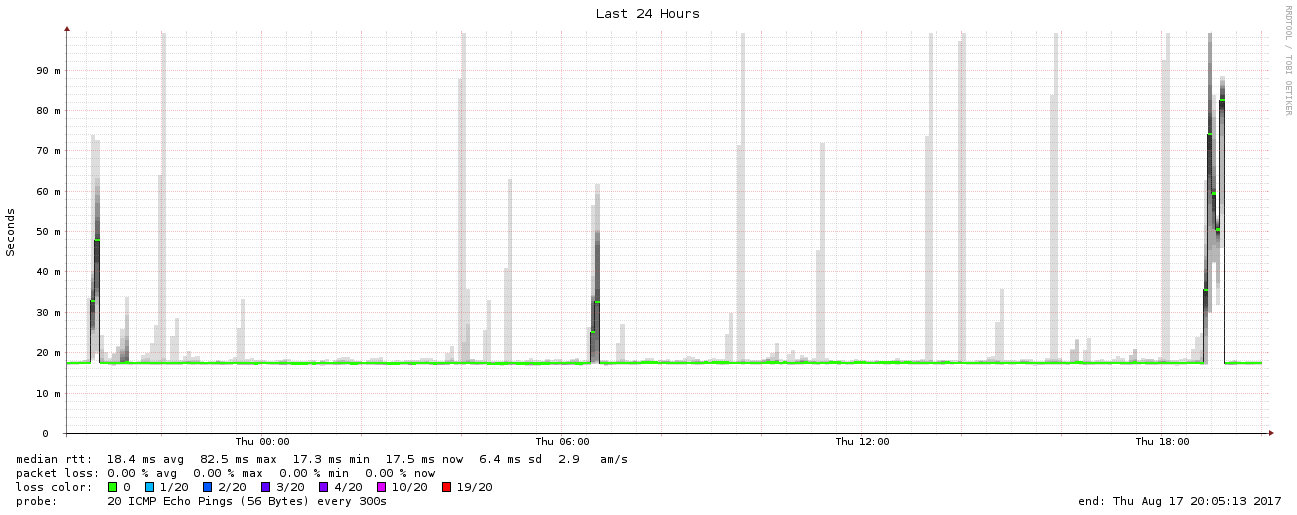 Last 24 Hours
RRDTOOL / TOBI OETIKER
Seconds
90 m
80 m
70 m
60 m
50 m
40 m
30 m
20 m
10 m
0
Thu 00:00 Thu 06:00 Thu 12:00 Thu 18:00
median rtt: 18.4 ms avg 82.5 ms max 17.3 ms min 17.5 ms now 6.4 ms sd 2.9 am/s
packet loss: 0.00 % avg 0.00 % max 0.00 % min 0.00 % now
loss color: 0 1/20 2/20 3/20 4/20 10/20 19/20
probe: 20 ICMP Echo Pings (56 Bytes) every 300s end: Thu Aug 17 20:05:13 2017